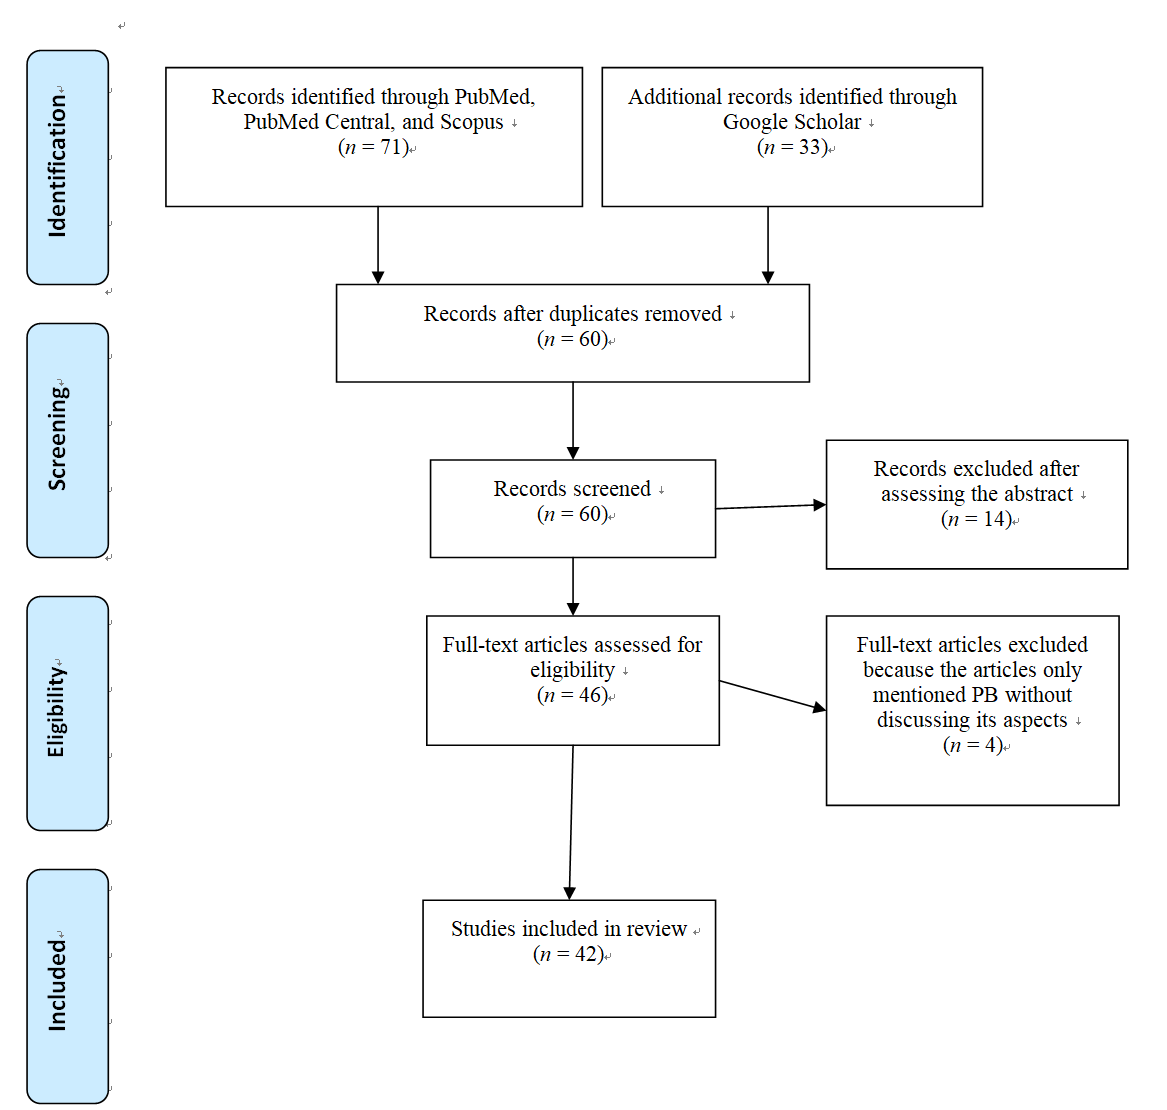 Identification
Records identified through PubMed,
PubMed Central, and Scopus
(n = 71)
Additional records identified through
Google Scholar
(n = 33)
Records after duplicates removed
(n = 60)
Screening
Records screened
(n = 60)
Records excluded after
assessing the abstract
(n = 14)
Eligibility
Full-text articles assessed for
eligibility
(n = 46)
Full-text articles excluded
because the articles only
mentioned PB without
discussing its aspects
(n = 4)
Included
Studies included in review
(n = 42)